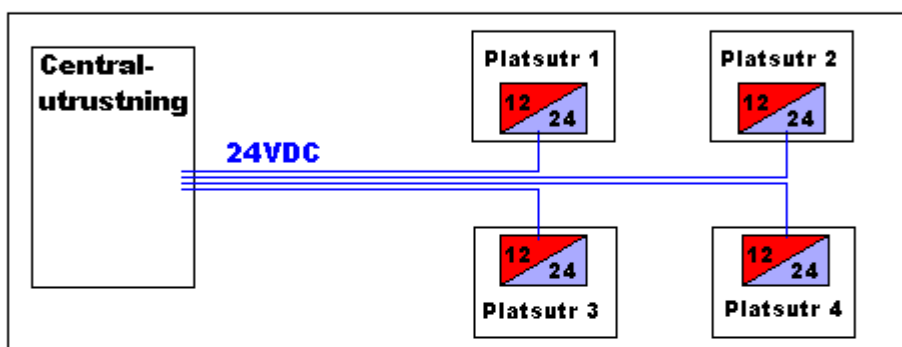 Central-
utrustning
24VDC
Platsutr 1
12
24
Platsutr 2
12
24
12
24
Platsutr 3
12
24
Platsutr 4